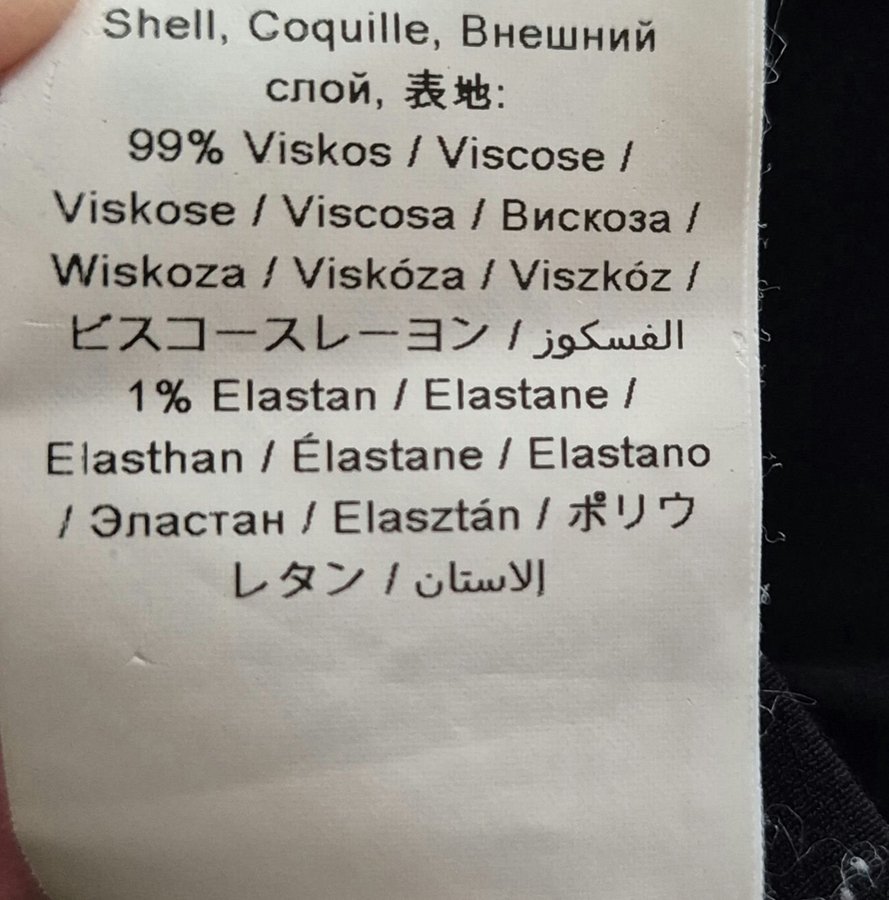 Shell, Coquille, Внешний
слой, 表地:
99% Viskos / Viscose /
Viskose / Viscosa / Вискоза /
Wiskoza / Viskóza / Viszkóz /
ビスコースレーヨン / الفسكوز
1% Elastan / Elastane /
Elasthan / Élastane / Elastano
/ Эластан / Elasztán / ポリウ
レタン / إلاستان